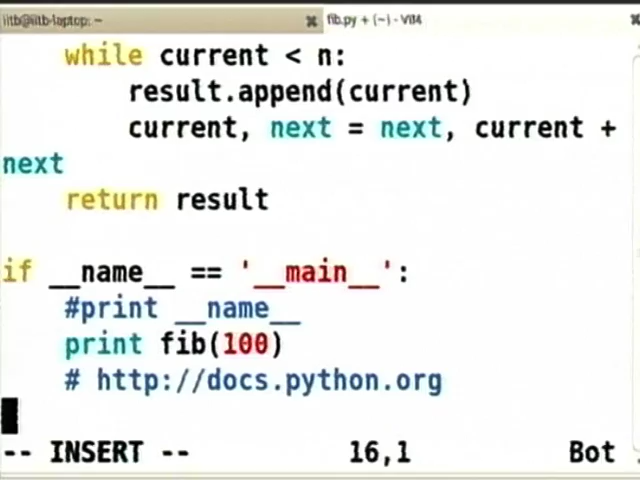 iitb@iitb-laptop: ~ ✖ fib.py + (~) - VIM ✖
while current < n:
result.append(current)
current, next = next, current +
next
return result
if __name__ == '__main__':
#print __name__
print fib(100)
# http://docs.python.org
-- INSERT -- 16,1 Bot